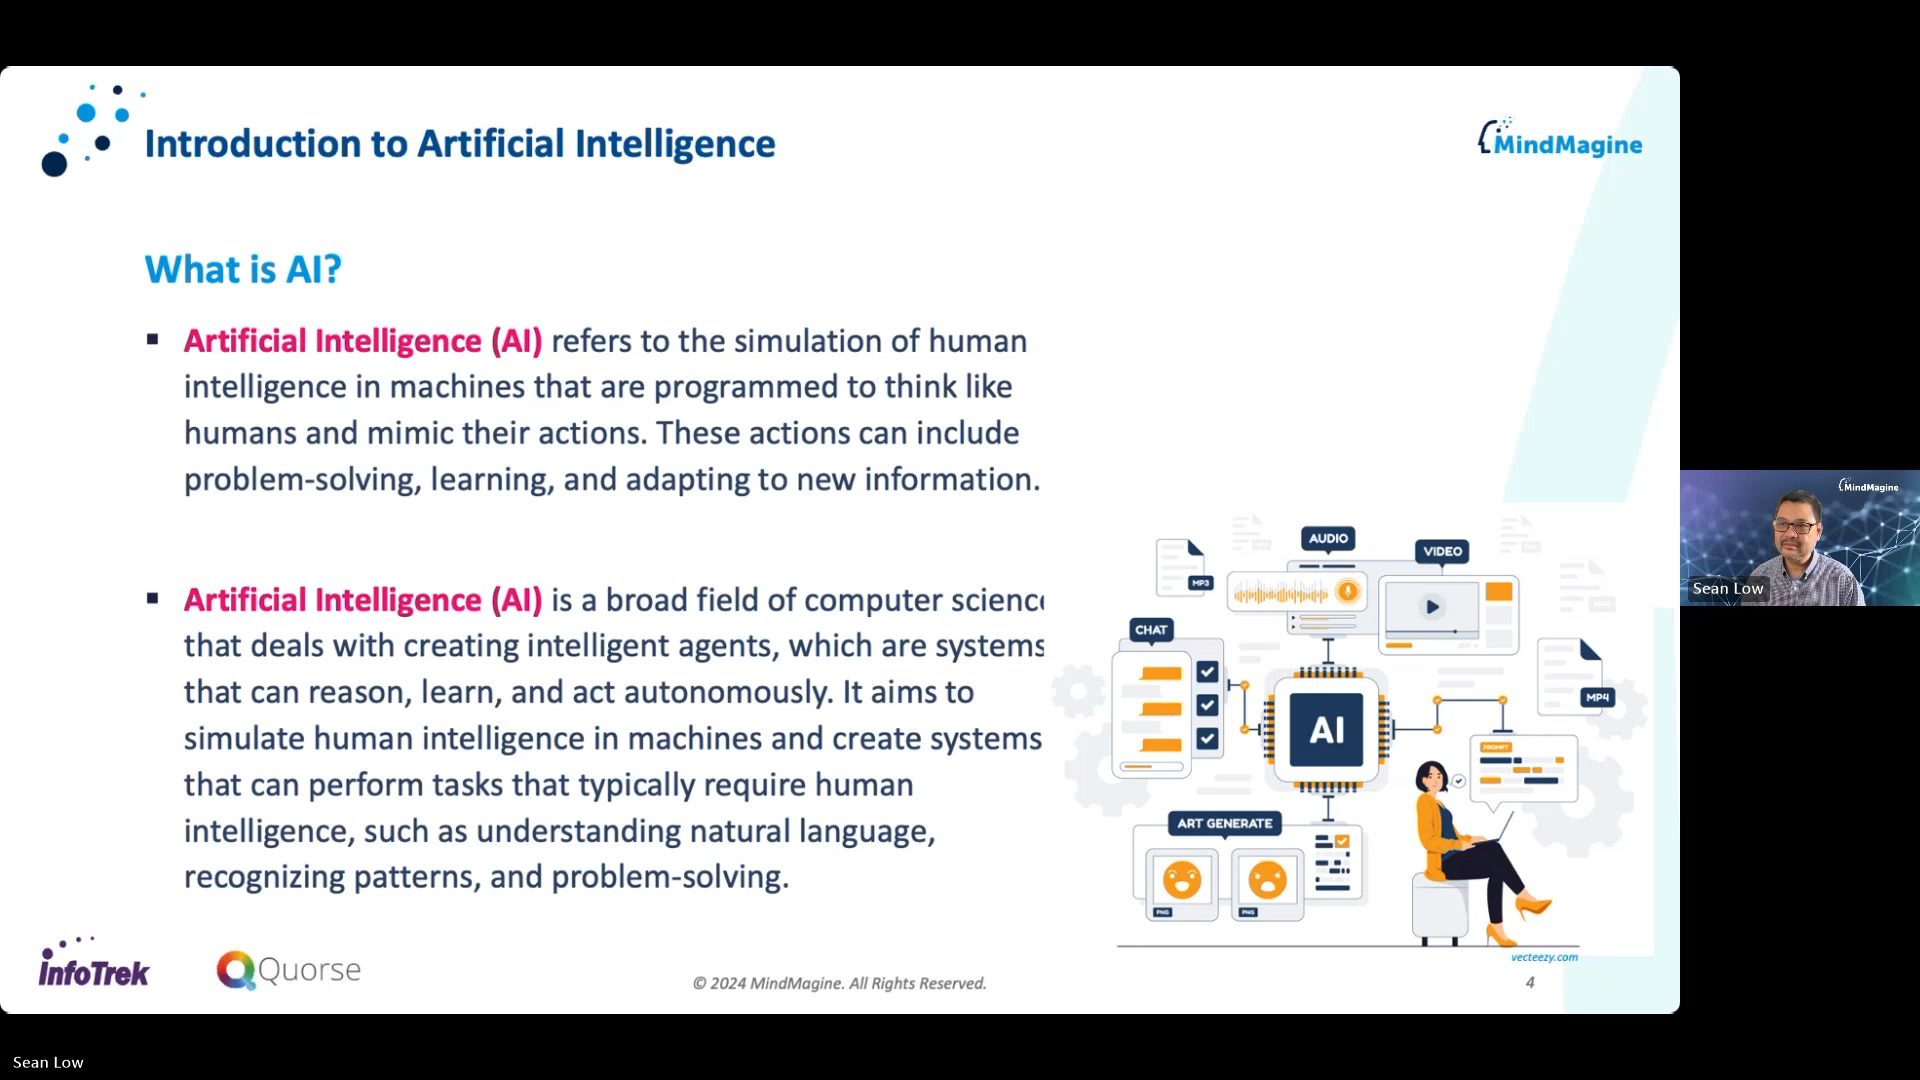 Introduction to Artificial Intelligence
MindMagine
What is AI?
▪ Artificial Intelligence (AI) refers to the simulation of human
intelligence in machines that are programmed to think like
humans and mimic their actions. These actions can include
problem-solving, learning, and adapting to new information.
▪ Artificial Intelligence (AI) is a broad field of computer science
that deals with creating intelligent agents, which are systems
that can reason, learn, and act autonomously. It aims to
simulate human intelligence in machines and create systems
that can perform tasks that typically require human
intelligence, such as understanding natural language,
recognizing patterns, and problem-solving.
AUDIO
VIDEO
MP3
CHAT
MP4
AI
PROMPT
ART GENERATE
PNG
PNG
vecteezy.com
InfoTrek
Quorse
© 2024 MindMagine. All Rights Reserved.
4
MindMagine
Sean Low
Sean Low